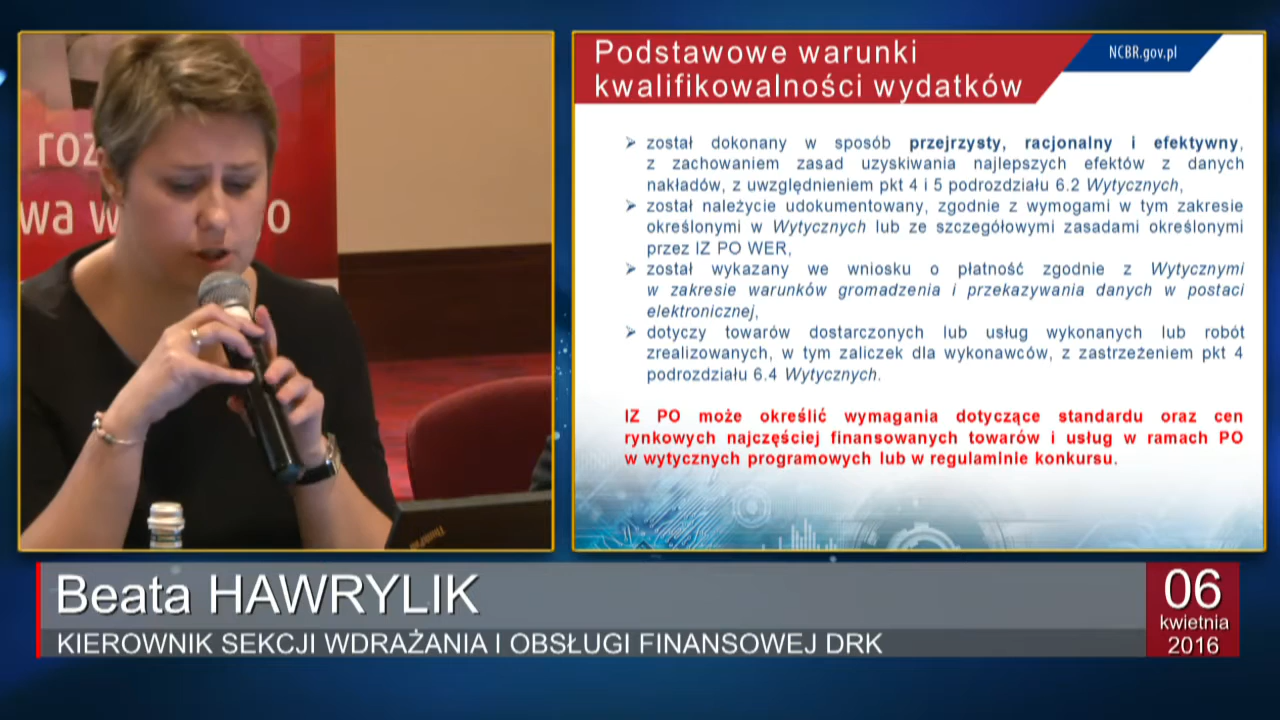 roz
wa w
o
Podstawowe warunki
kwalifikowalności wydatków
NCBR.gov.pl
➢ został dokonany w sposób przejrzysty, racjonalny i efektywny,
z zachowaniem zasad uzyskiwania najlepszych efektów z danych
nakładów, z uwzględnieniem pkt 4 i 5 podrozdziału 6.2 Wytycznych,
➢ został należycie udokumentowany, zgodnie z wymogami w tym zakresie
określonymi w Wytycznych lub ze szczegółowymi zasadami określonymi
przez IZ PO WER,
➢ został wykazany we wniosku o płatność zgodnie z Wytycznymi
w zakresie warunków gromadzenia i przekazywania danych w postaci
elektronicznej,
➢ dotyczy towarów dostarczonych lub usług wykonanych lub robót
zrealizowanych, w tym zaliczek dla wykonawców, z zastrzeżeniem pkt 4
podrozdziału 6.4 Wytycznych.
IZ PO może określić wymagania dotyczące standardu oraz cen
rynkowych najczęściej finansowanych towarów i usług w ramach PO
w wytycznych programowych lub w regulaminie konkursu.
Beata HAWRYLIK
KIEROWNIK SEKCJI WDRAŻANIA I OBSŁUGI FINANSOWEJ DRK
06
kwietnia
2016